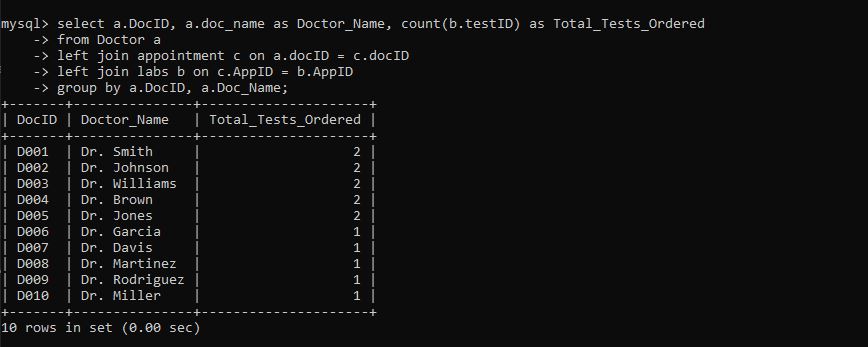 mysql> select a.DocID, a.doc_name as Doctor_Name, count(b.testID) as Total_Tests_Ordered
    -> from Doctor a
    -> left join appointment c on a.docID = c.docID
    -> left join labs b on c.AppID = b.AppID
    -> group by a.DocID, a.Doc_Name;
+-------+---------------+---------------------+
| DocID | Doctor_Name   | Total_Tests_Ordered |
+-------+---------------+---------------------+
| D001  | Dr. Smith     |                   2 |
| D002  | Dr. Johnson   |                   2 |
| D003  | Dr. Williams  |                   2 |
| D004  | Dr. Brown     |                   2 |
| D005  | Dr. Jones     |                   2 |
| D006  | Dr. Garcia    |                   1 |
| D007  | Dr. Davis     |                   1 |
| D008  | Dr. Martinez  |                   1 |
| D009  | Dr. Rodriguez |                   1 |
| D010  | Dr. Miller    |                   1 |
+-------+---------------+---------------------+
10 rows in set (0.00 sec)